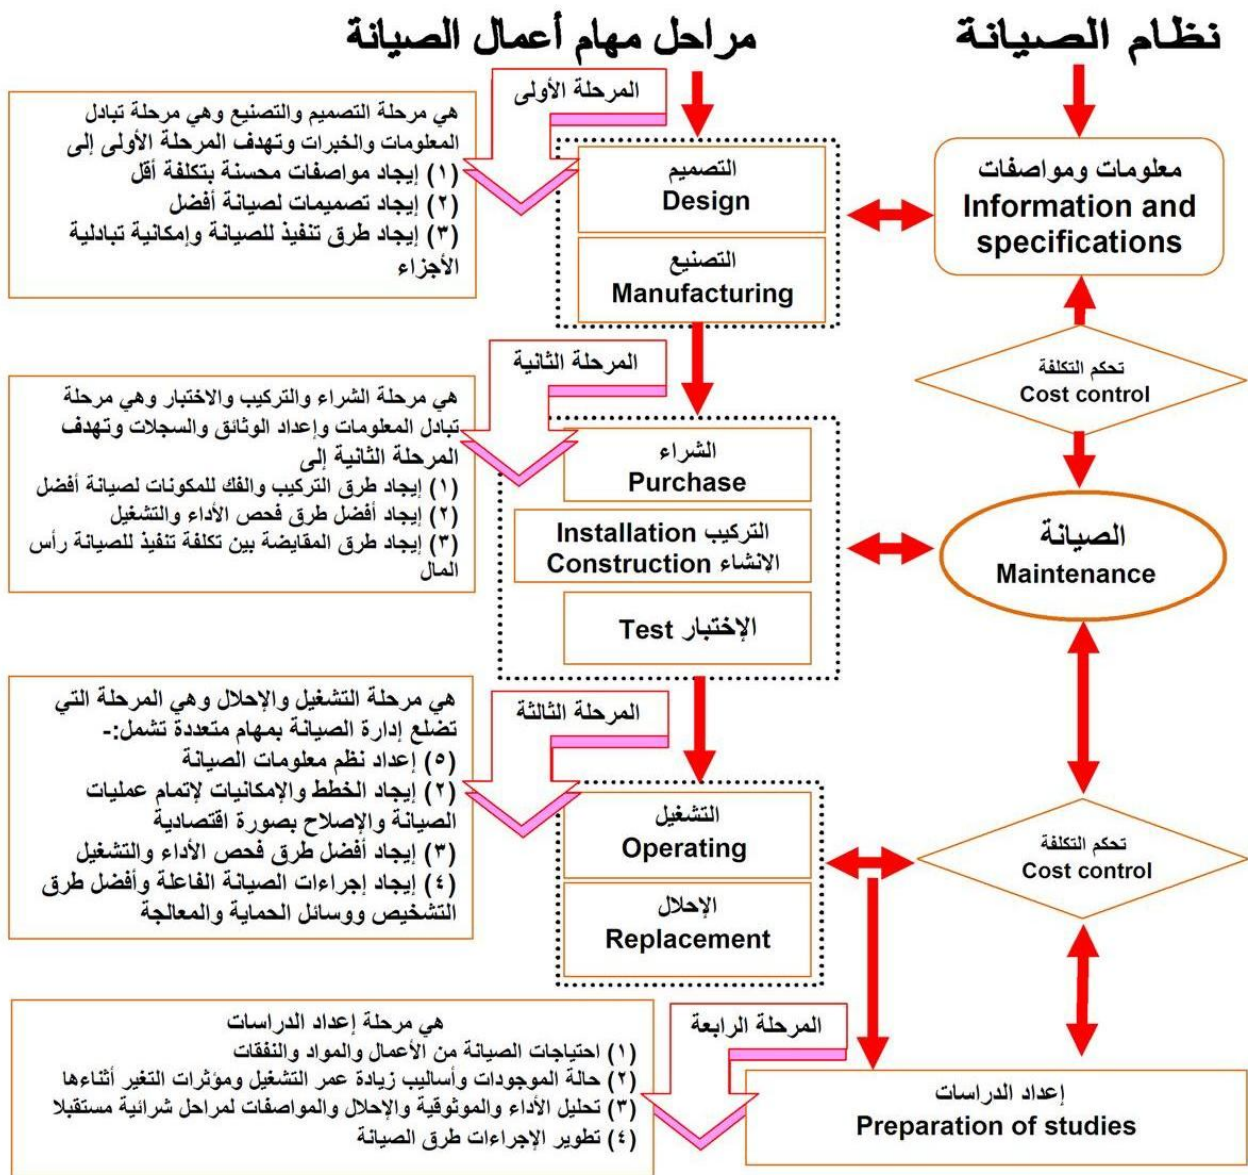 نظام الصيانة
مراحل مهام أعمال الصيانة
معلومات ومواصفات
Information and
specifications
تحكم التكلفة
Cost control
الصيانة
Maintenance
تحكم التكلفة
Cost control
إعداد الدراسات
Preparation of studies
المرحلة الأولى
التصميم
Design
التصنيع
Manufacturing
هي مرحلة التصميم والتصنيع وهي مرحلة تبادل
المعلومات والخبرات وتهدف المرحلة الأولى إلى
(١) إيجاد مواصفات محسنة بتكلفة أقل
(٢) إيجاد تصميمات لصيانة أفضل
(٣) إيجاد طرق تنفيذ للصيانة وإمكانية تبادلية
الأجزاء
المرحلة الثانية
الشراء
Purchase
التركيب Installation
الإنشاء Construction
الإختبار Test
هي مرحلة الشراء والتركيب والاختبار وهي مرحلة
تبادل المعلومات وإعداد الوثائق والسجلات وتهدف
المرحلة الثانية إلى
(١) إيجاد طرق التركيب والفك للمكونات لصيانة أفضل
(٢) إيجاد أفضل طرق فحص الأداء والتشغيل
(٣) إيجاد طرق المقايضة بين تكلفة تنفيذ للصيانة رأس
المال
المرحلة الثالثة
التشغيل
Operating
الإحلال
Replacement
هي مرحلة التشغيل والإحلال وهي المرحلة التي
تضلع إدارة الصيانة بمهام متعددة تشمل:-
(٥) إعداد نظم معلومات الصيانة
(٢) إيجاد الخطط والإمكانيات لإتمام عمليات
الصيانة والإصلاح بصورة اقتصادية
(٣) إيجاد أفضل طرق فحص الأداء والتشغيل
(٤) إيجاد إجراءات الصيانة الفاعلة وأفضل طرق
التشخيص ووسائل الحماية والمعالجة
المرحلة الرابعة
هي مرحلة إعداد الدراسات
(١) احتياجات الصيانة من الأعمال والمواد والنفقات
(٢) حالة الموجودات وأساليب زيادة عمر التشغيل ومؤثرات التغير أثناءها
(٣) تحليل الأداء والموثوقية والإحلال والمواصفات لمراحل شرائية مستقبلا
(٤) تطوير الإجراءات طرق الصيانة